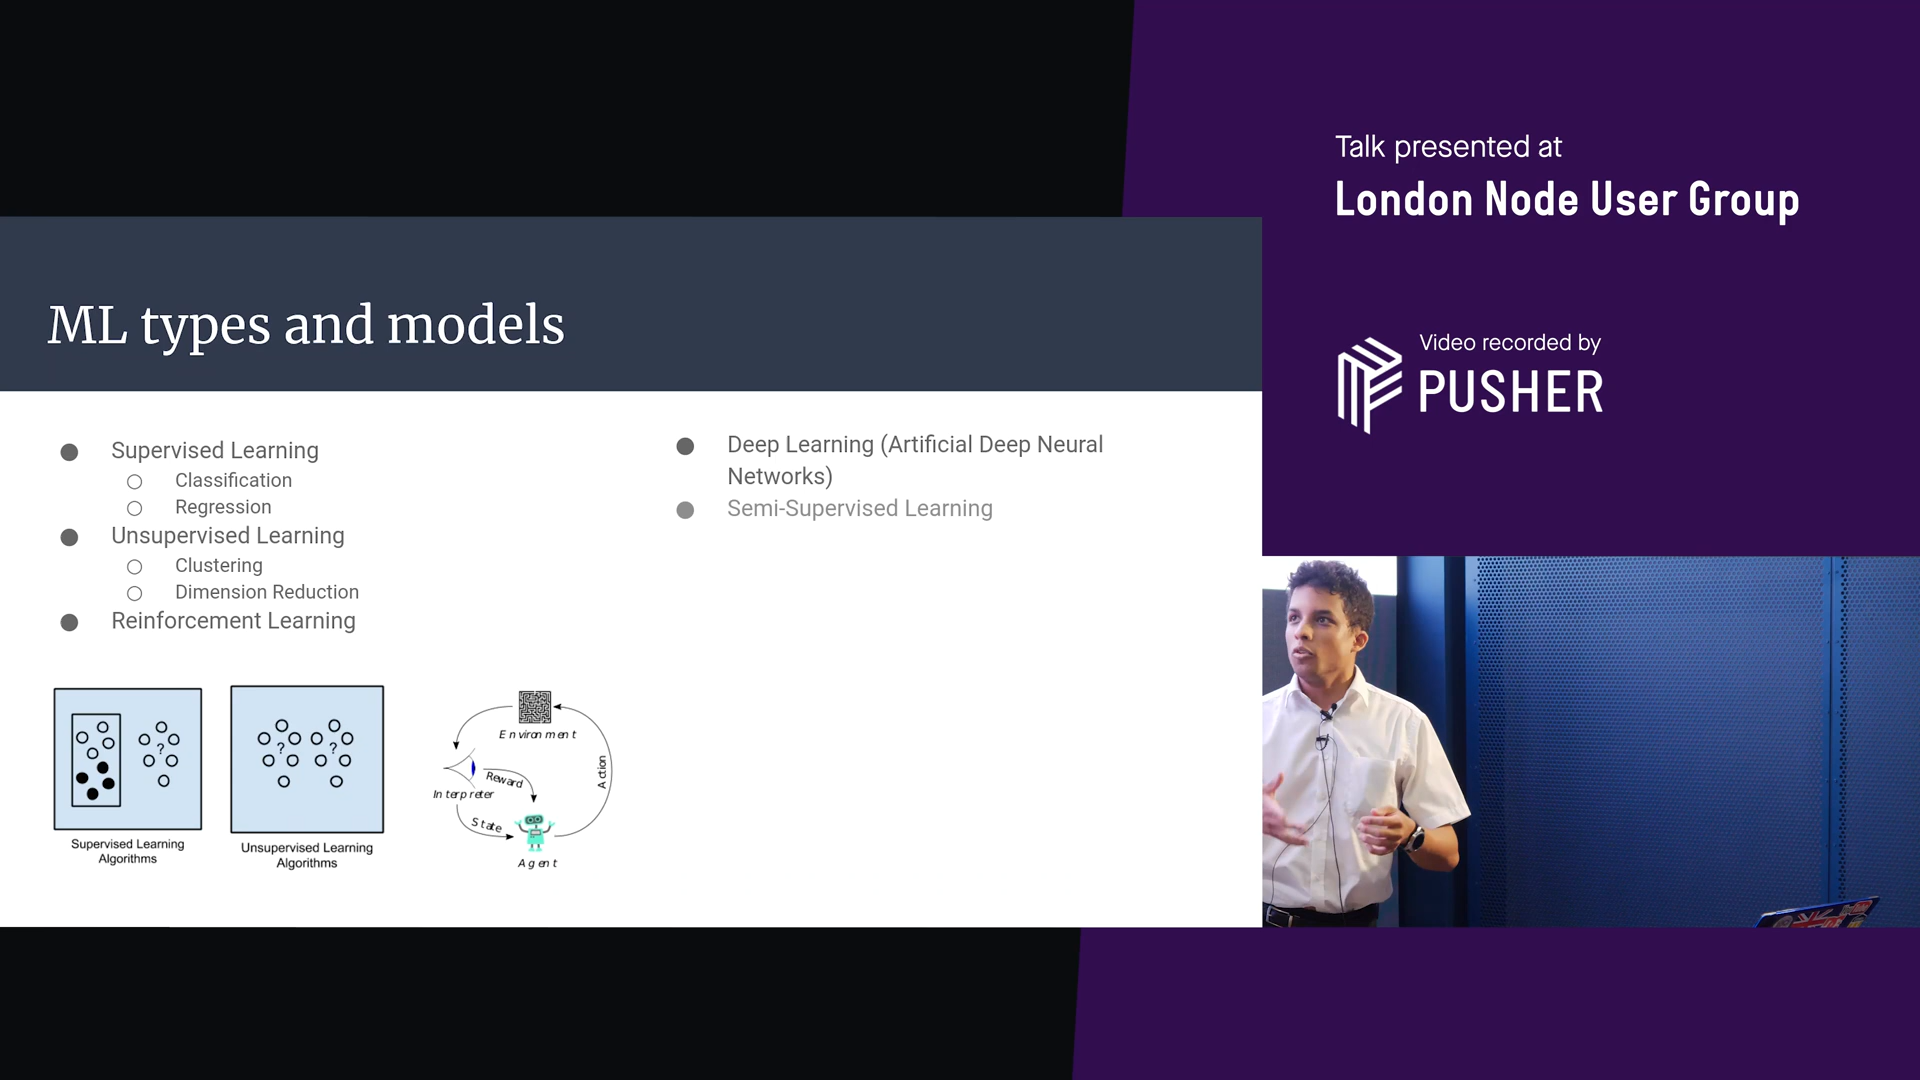 Talk presented at
London Node User Group
Video recorded by
PUSHER
ML types and models
Supervised Learning
Classification
Regression
Unsupervised Learning
Clustering
Dimension Reduction
Reinforcement Learning
Deep Learning (Artificial Deep Neural
Networks)
Semi-Supervised Learning
?
Supervised Learning
Algorithms
?
?
Unsupervised Learning
Algorithms
Environment
Reward
Action
Interpreter
State
Agent